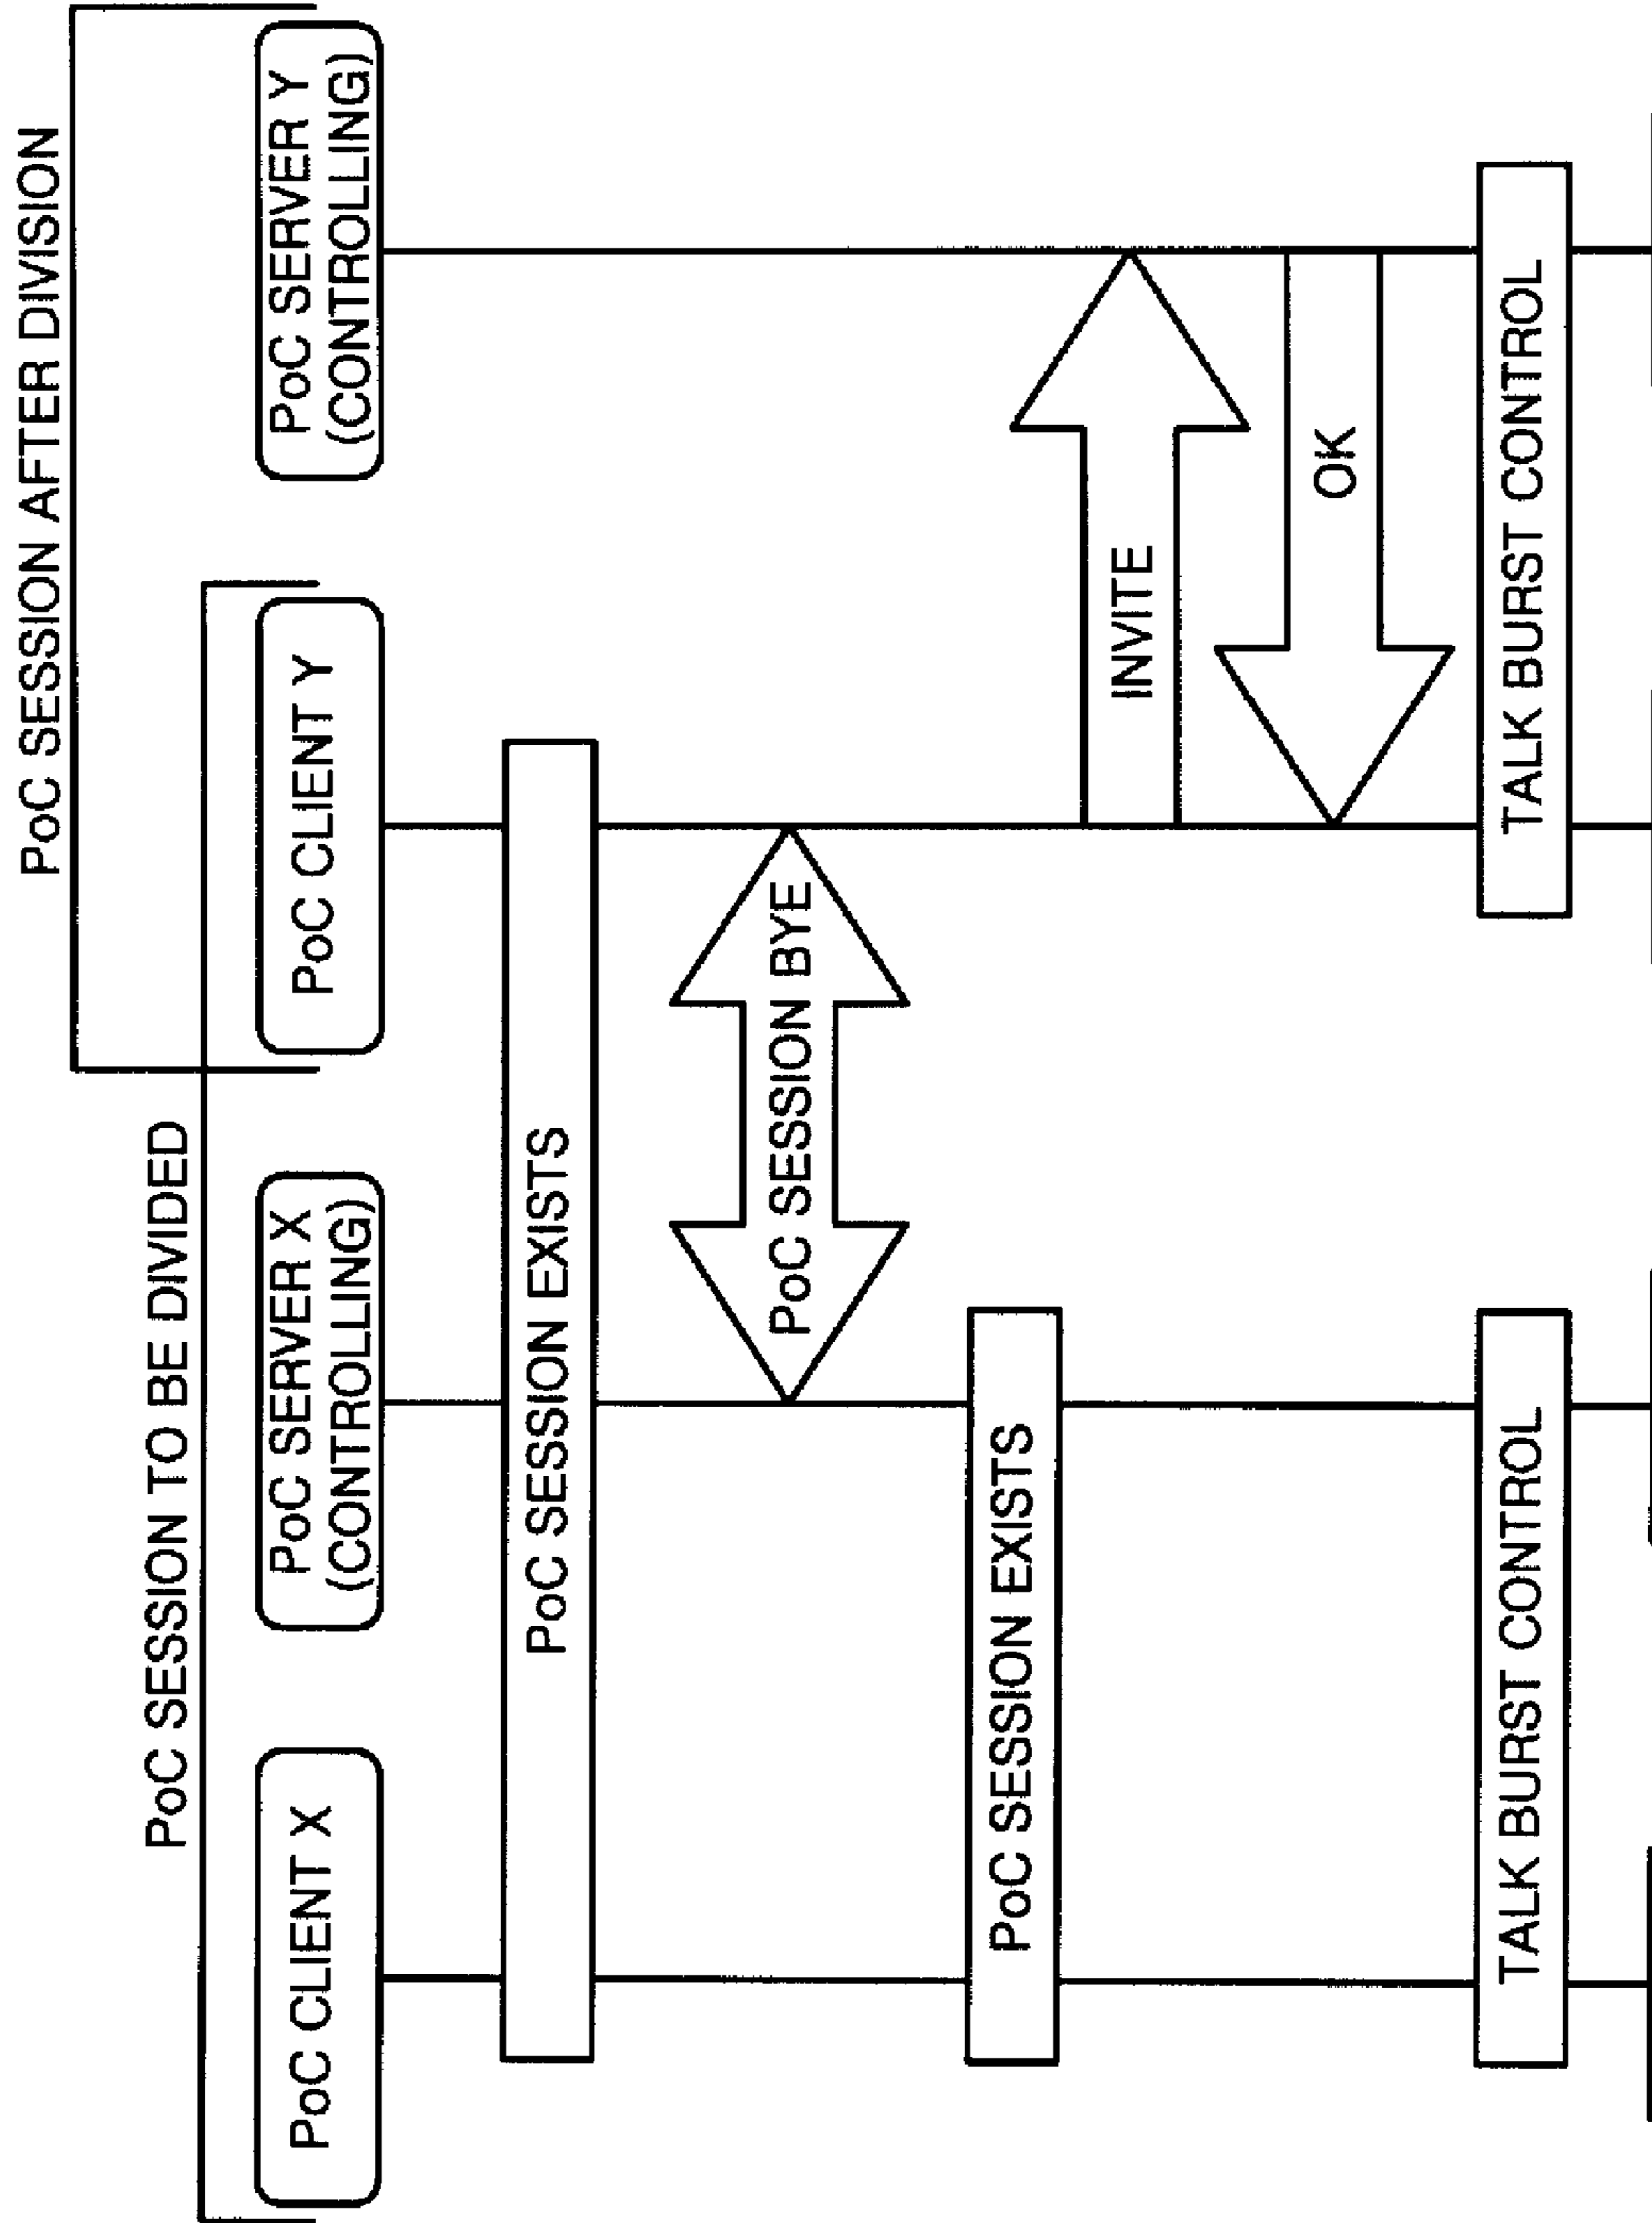 PoC SESSION AFTER DIVISION
PoC SESSION TO BE DIVIDED
PoC CLIENT X
PoC SERVER X
(CONTROLLING)
PoC CLIENT Y
PoC SERVER Y
(CONTROLLING)
PoC SESSION EXISTS
PoC SESSION BYE
PoC SESSION EXISTS
INVITE
OK
TALK BURST CONTROL
TALK BURST CONTROL